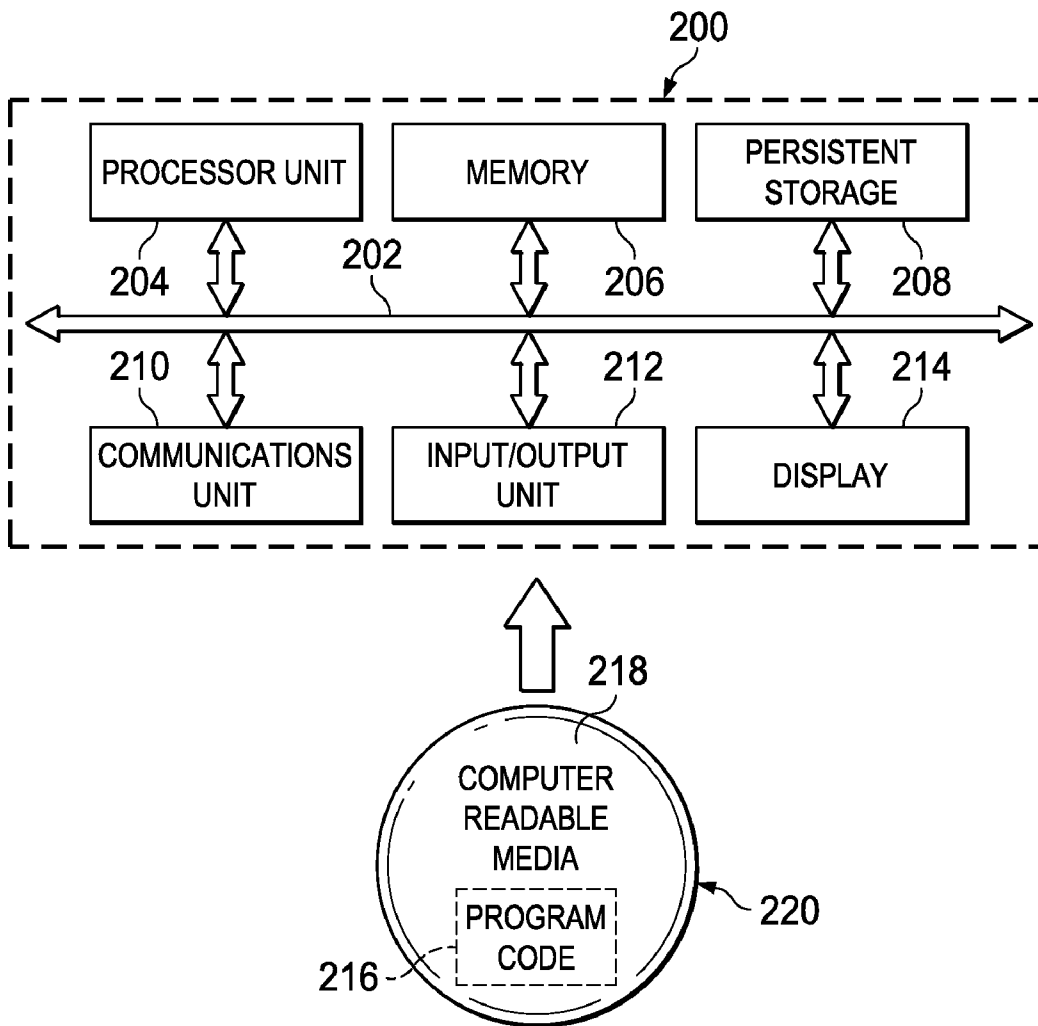 200
PROCESSOR UNIT
MEMORY
PERSISTENT
STORAGE
204
202
206
208
210
212
214
COMMUNICATIONS
UNIT
INPUT/OUTPUT
UNIT
DISPLAY
218
COMPUTER
READABLE
MEDIA
220
PROGRAM
CODE
216